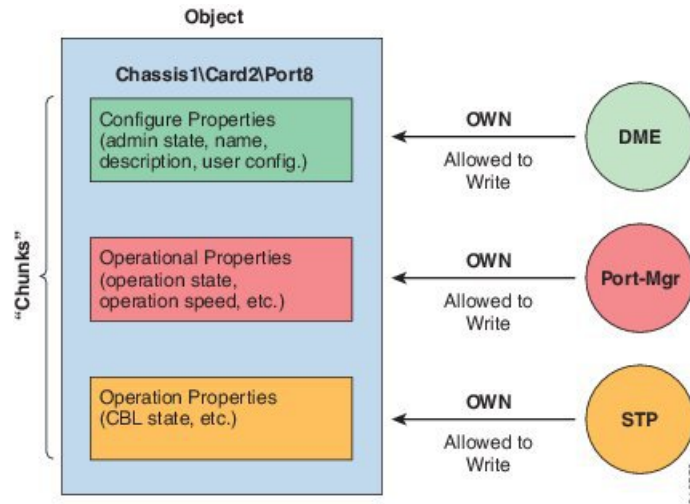 Object
Chassis1\Card2\Port8
Configure Properties
(admin state, name,
description, user config.)
OWN
Allowed to
Write
DME
"Chunks"
Operational Properties
(operation state,
operation speed, etc.)
OWN
Allowed to
Write
Port-Mgr
Operation Properties
(CBL state, etc.)
OWN
Allowed to
Write
STP